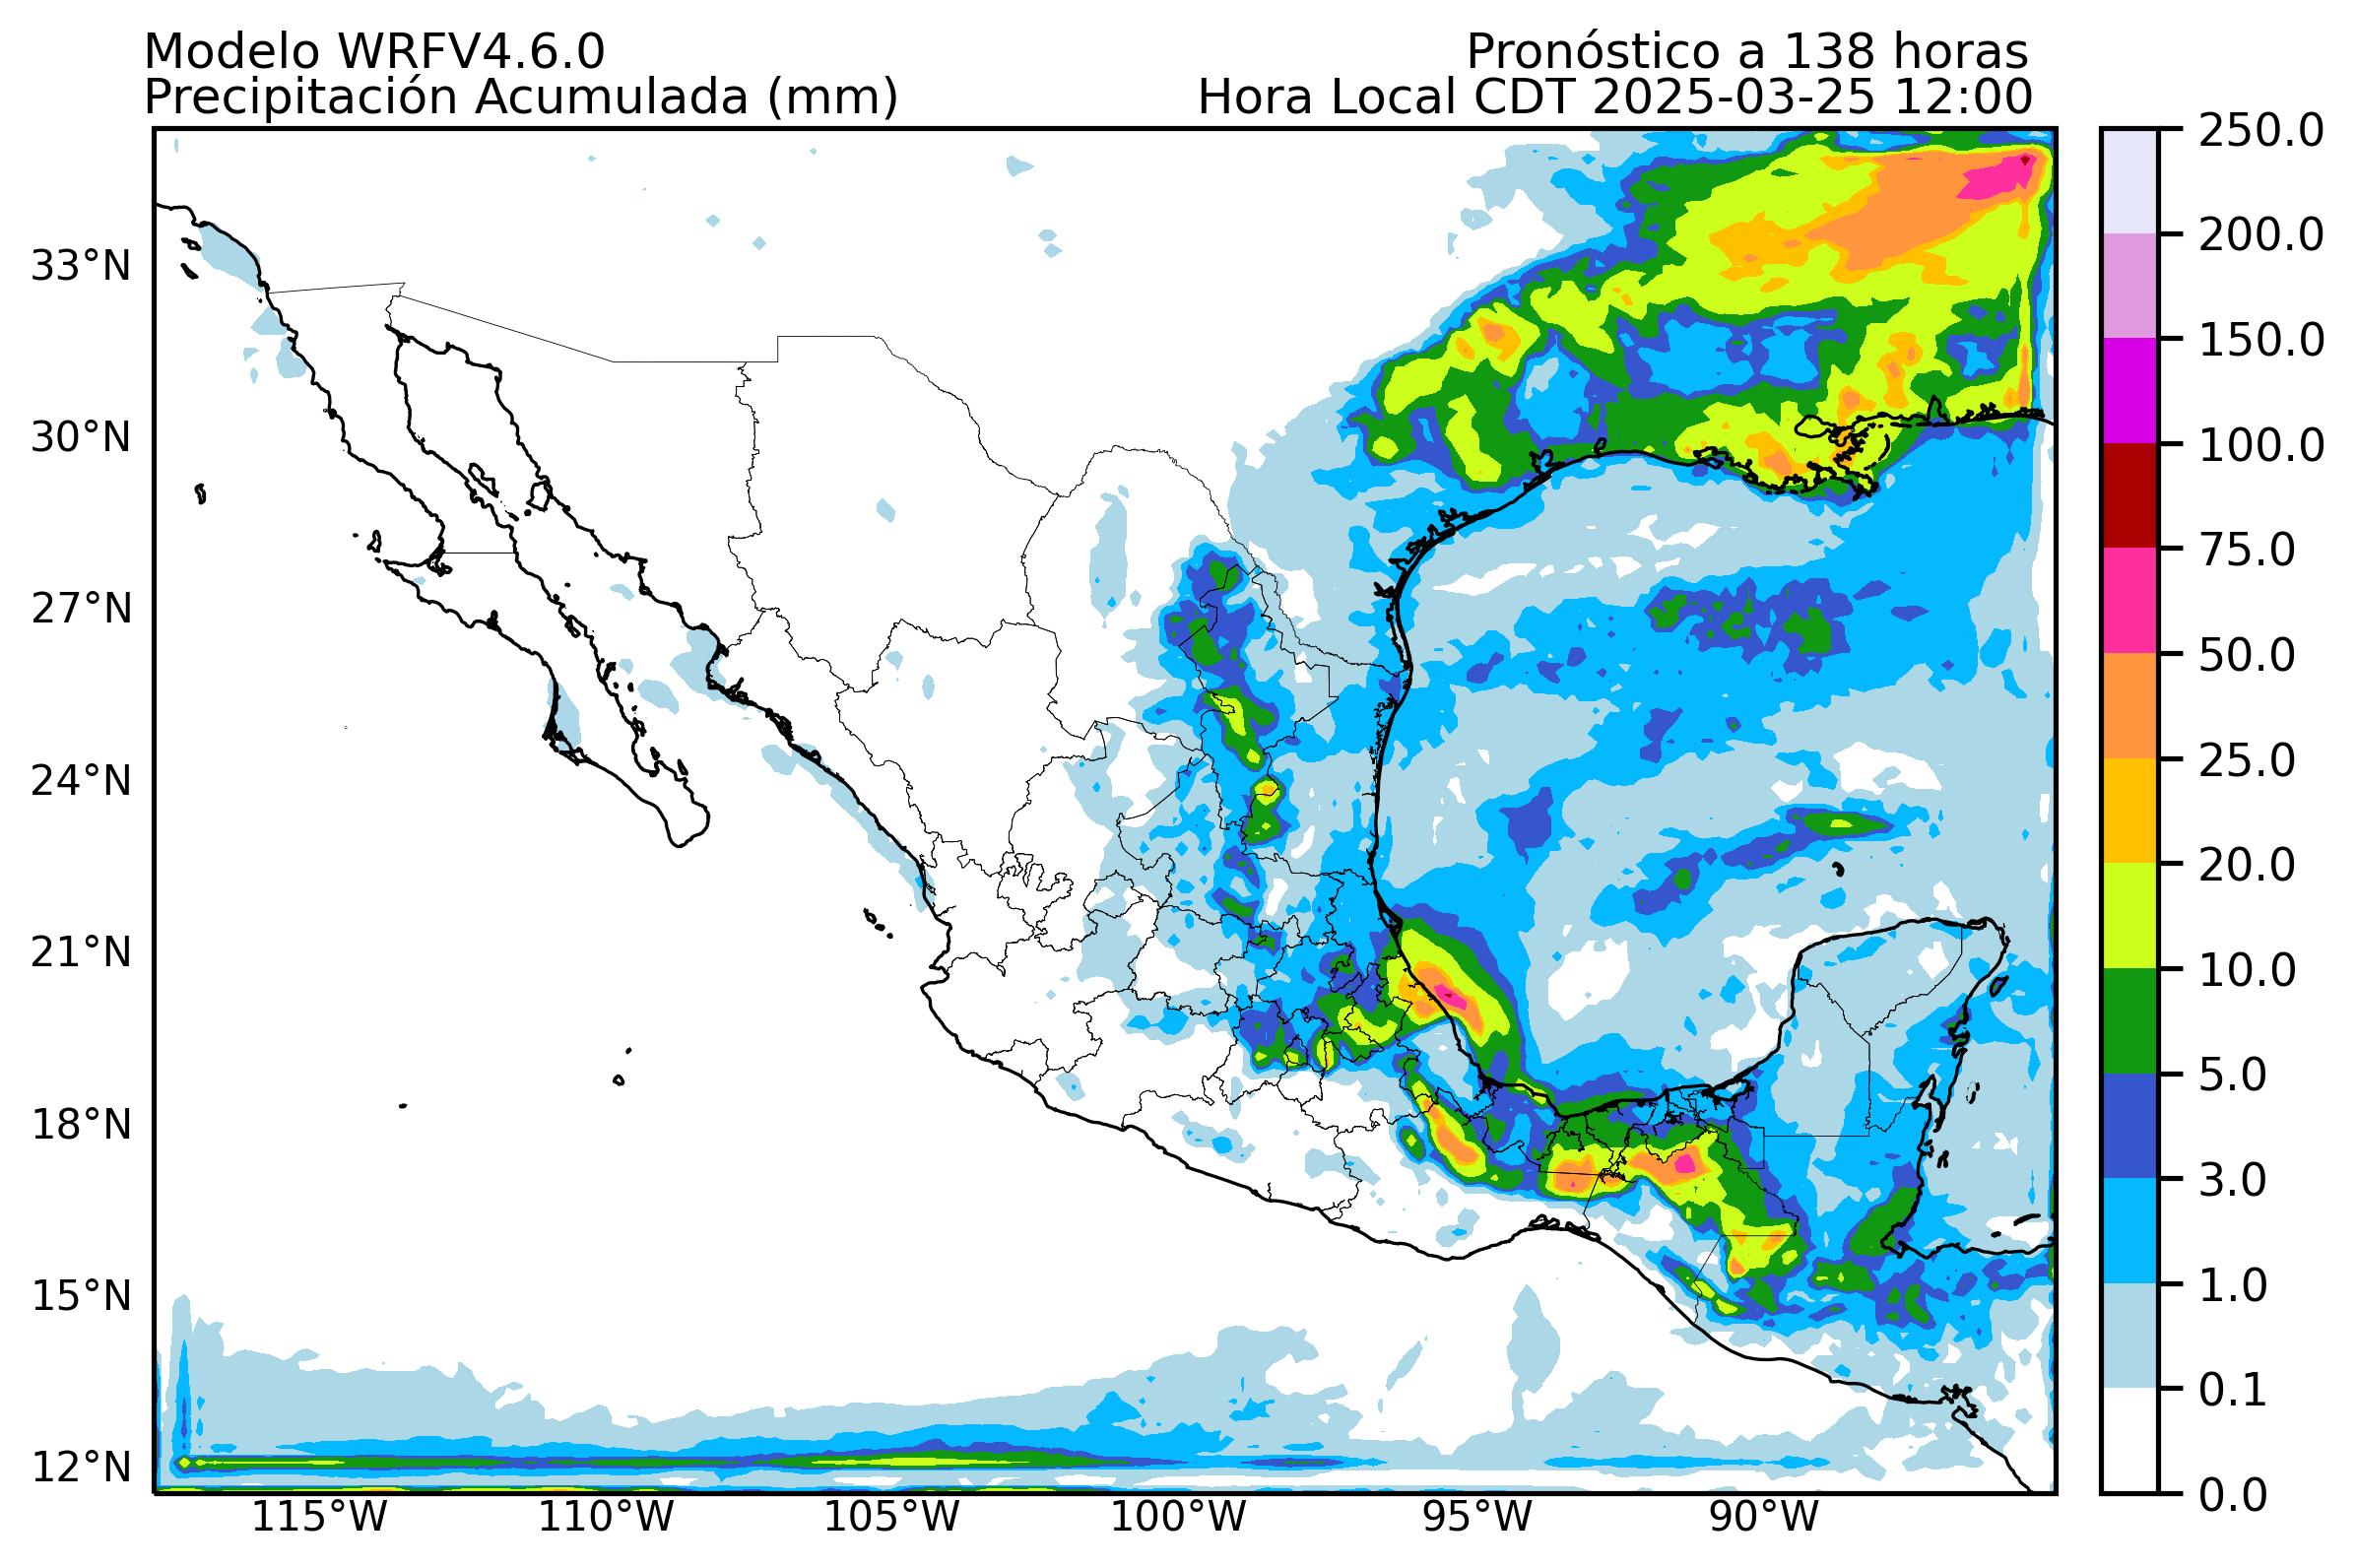 Modelo WRFV4.6.0
Pronóstico a 138 horas
Precipitación Acumulada (mm)
Hora Local CDT 2025-03-25 12:00
33°N
30°N
27°N
24°N
21°N
18°N
15°N
12°N
115°W
110°W
105°W
100°W
95°W
90°W
250.0
200.0
150.0
100.0
75.0
50.0
25.0
20.0
10.0
5.0
3.0
1.0
0.1
0.0